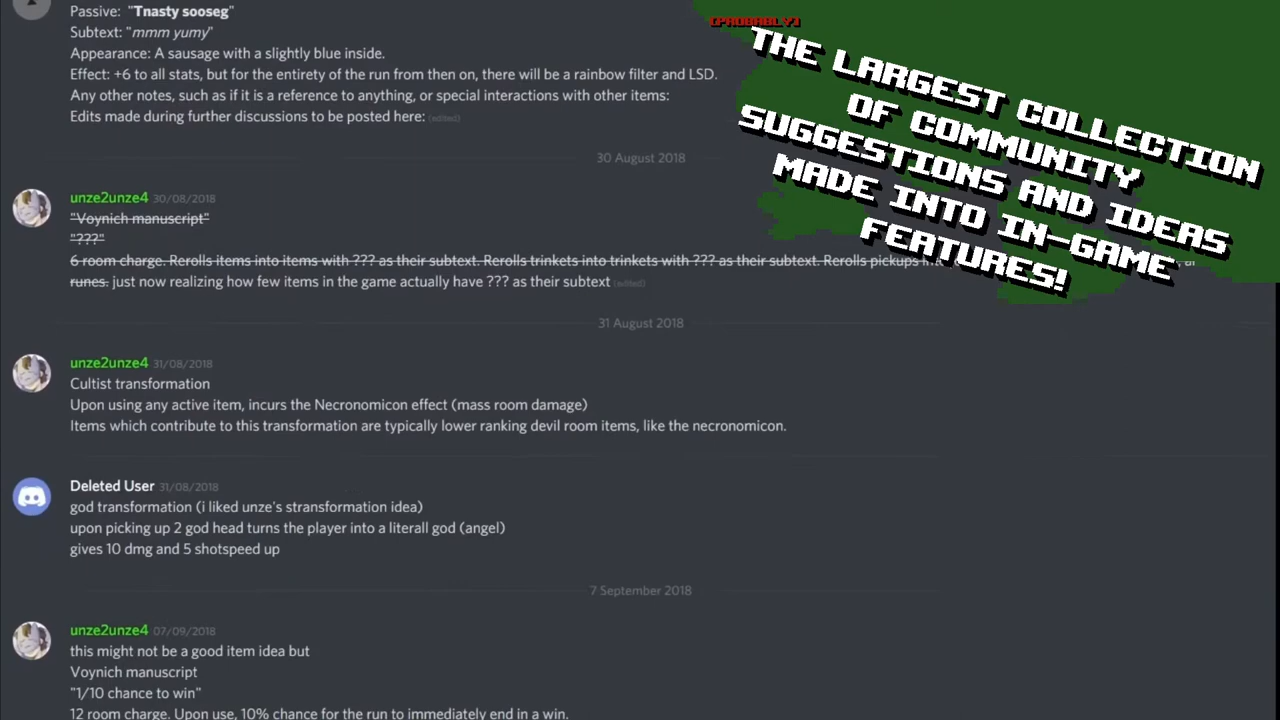 Passive: "Tnasty sooseg"
Subtext: "mmm yumy"
Appearance: A sausage with a slightly blue inside.
Effect: +6 to all stats, but for the entirety of the run from then on, there will be a rainbow filter and LSD.
Any other notes, such as if it is a reference to anything, or special interactions with other items:
Edits made during further discussions to be posted here: (edited)
[PROBABLY]
THE LARGEST COLLECTION
OF COMMUNITY
SUGGESTIONS AND IDEAS
MADE INTO IN-GAME
FEATURES!
30 August 2018
unze2unze4 30/08/2018
"Voynich manuscript"
"???"
6 room charge. Rerolls items into items with ??? as their subtext. Rerolls trinkets into trinkets with ??? as their subtext. Rerolls pickups
runes. just now realizing how few items in the game actually have ??? as their subtext (edited)
31 August 2018
unze2unze4 31/08/2018
Cultist transformation
Upon using any active item, incurs the Necronomicon effect (mass room damage)
Items which contribute to this transformation are typically lower ranking devil room items, like the necronomicon.
Deleted User 31/08/2018
god transformation (i liked unze's stransformation idea)
upon picking up 2 god head turns the player into a literall god (angel)
gives 10 dmg and 5 shotspeed up
7 September 2018
unze2unze4 07/09/2018
this might not be a good item idea but
Voynich manuscript
"1/10 chance to win"
12 room charge. Upon use, 10% chance for the run to immediately end in a win.